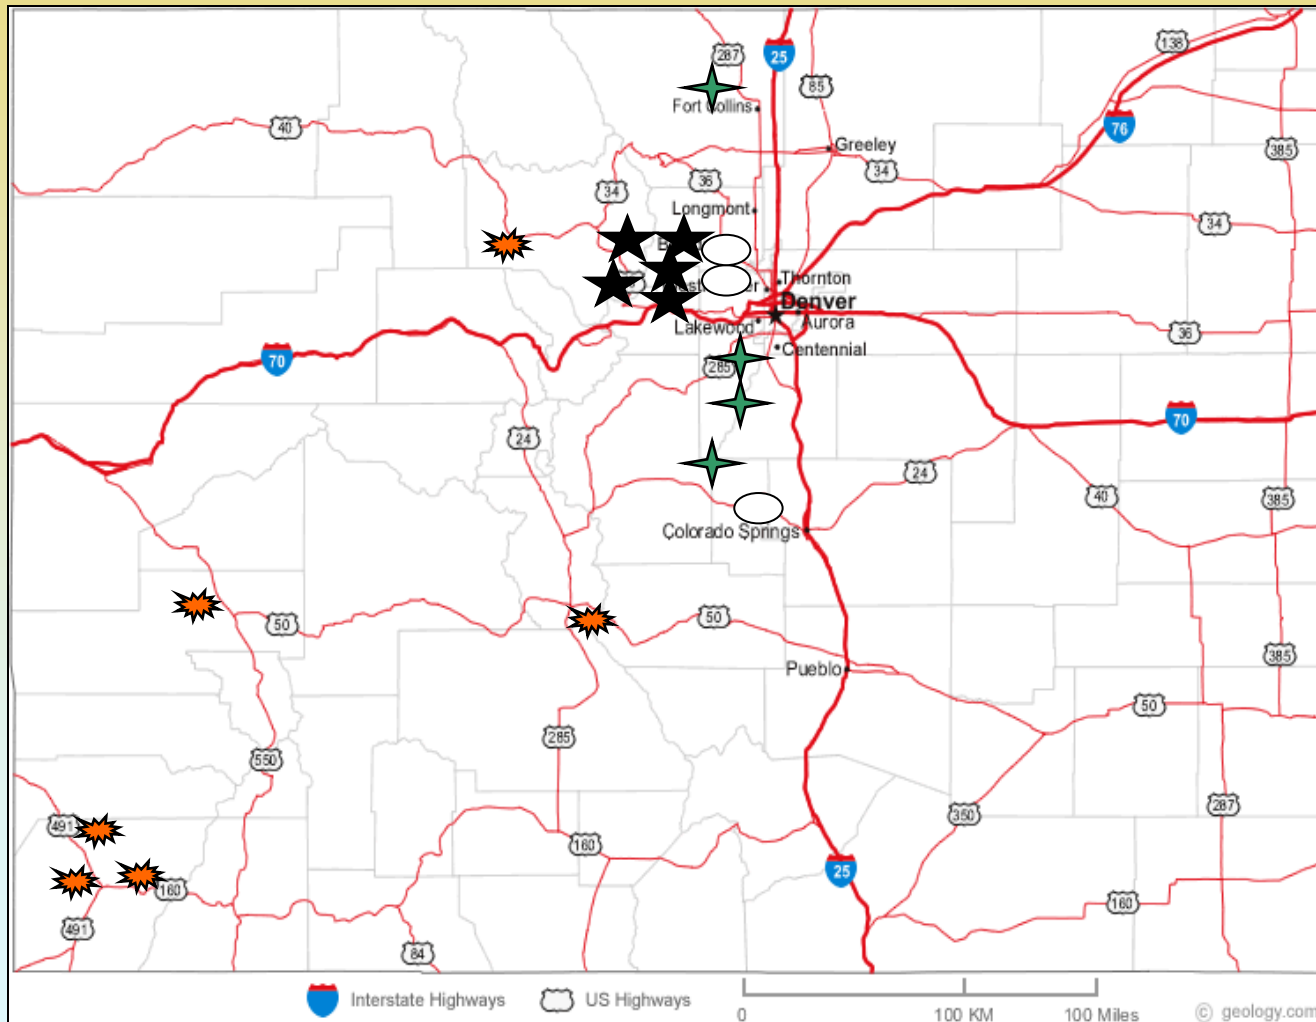 287
25
138
85
Fort Collins
40
76
385
Greeley
34
36
34
Longmont
34
Thornton
Denver
Lakewood
Aurora
36
Centennial
70
285
70
24
24
40
385
Colorado Springs
50
50
385
Pueblo
50
285
550
287
350
491
160
25
160
160
491
84
Interstate Highways
US Highways
0
100 KM
100 Miles
© geology.com